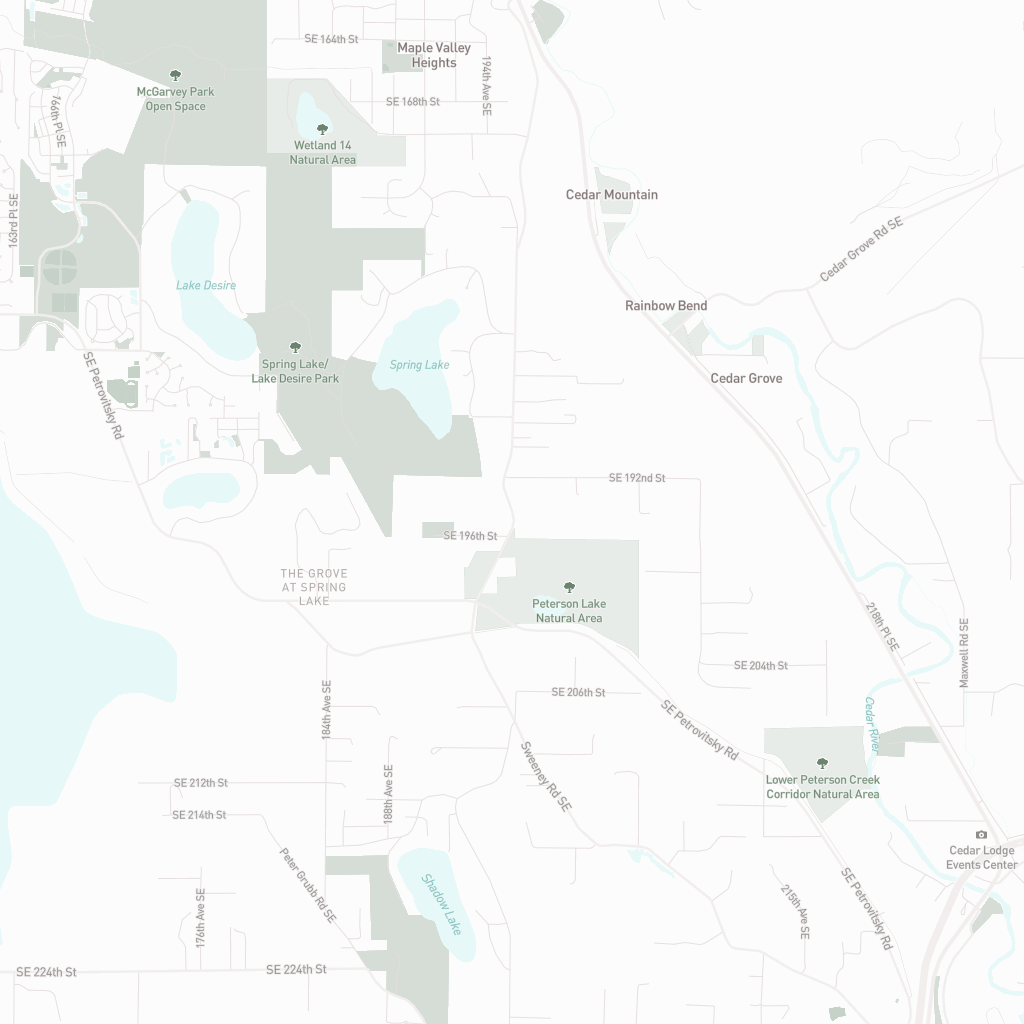 SE 164th St
Maple Valley
Heights
194th Ave SE
McGarvey Park
Open Space
166th Pl SE
SE 168th St
Wetland 14
Natural Area
163rd Pl SE
Cedar Mountain
Cedar Grove Rd SE
Lake Desire
Rainbow Bend
SE Petrovitsky Rd
Spring Lake/
Lake Desire Park
Spring Lake
Cedar Grove
SE 192nd St
SE 196th St
THE GROVE
AT SPRING
LAKE
Peterson Lake
Natural Area
218th Pl SE
Maxwell Rd SE
SE 204th St
184th Ave SE
SE 206th St
SE Petrovitsky Rd
Cedar River
Sweeney Rd SE
SE 212th St
188th Ave SE
Lower Peterson Creek
Corridor Natural Area
SE 214th St
Cedar Lodge
Events Center
Peter Grubb Rd SE
Shadow Lake
176th Ave SE
215th Ave SE
SE Petrovitsky Rd
SE 224th St
SE 224th St